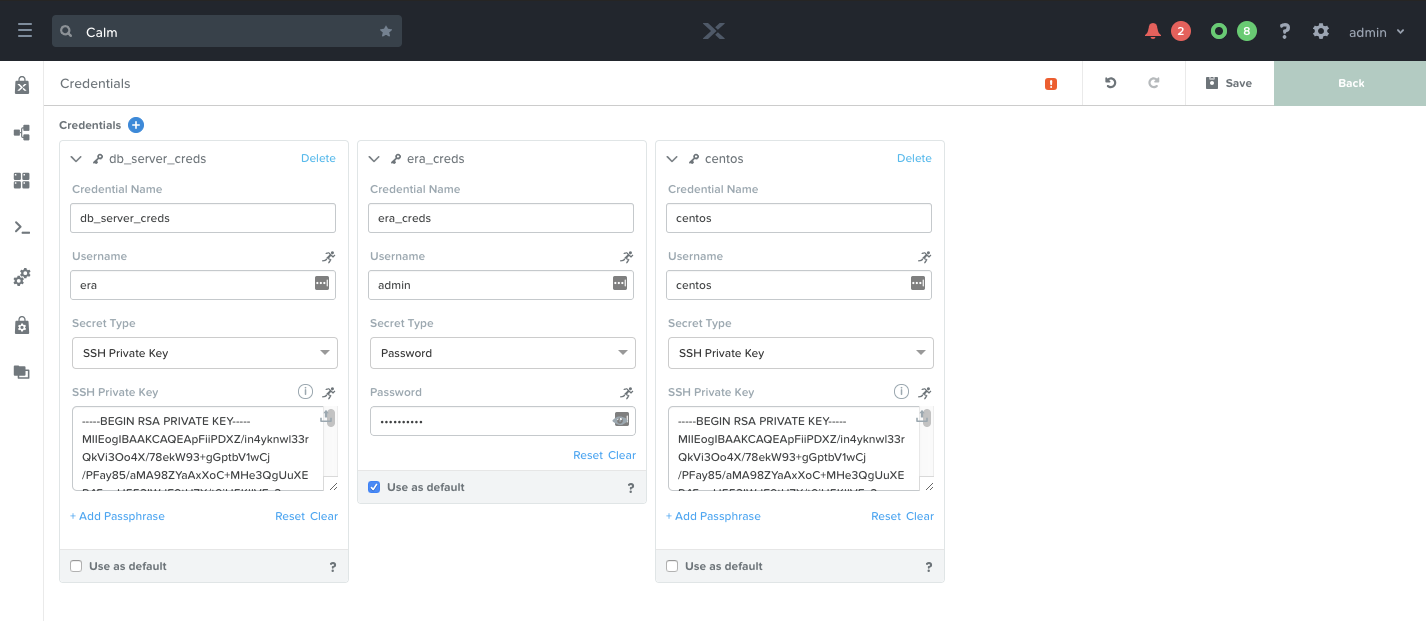 Calm
2
8
?
admin
Credentials
!
Save
Back
Credentials +
db_server_creds Delete
Credential Name
db_server_creds
Username
era
Secret Type
SSH Private Key
SSH Private Key i
-----BEGIN RSA PRIVATE KEY-----
MIIEogIBAAKCAQEApFiiPDXZ/in4yknwl33r
QkVi3Oo4X/78ekW93+gGptbV1wCj
/PFay85/aMA98ZYaAxXoC+MHe3QgUuXE
+ Add Passphrase Reset Clear
Use as default ?
era_creds
Credential Name
era_creds
Username
admin
Secret Type
Password
Password
••••••••••
Reset Clear
Use as default ?
centos Delete
Credential Name
centos
Username
centos
Secret Type
SSH Private Key
SSH Private Key i
-----BEGIN RSA PRIVATE KEY-----
MIIEogIBAAKCAQEApFiiPDXZ/in4yknwl33r
QkVi3Oo4X/78ekW93+gGptbV1wCj
/PFay85/aMA98ZYaAxXoC+MHe3QgUuXE
+ Add Passphrase Reset Clear
Use as default ?